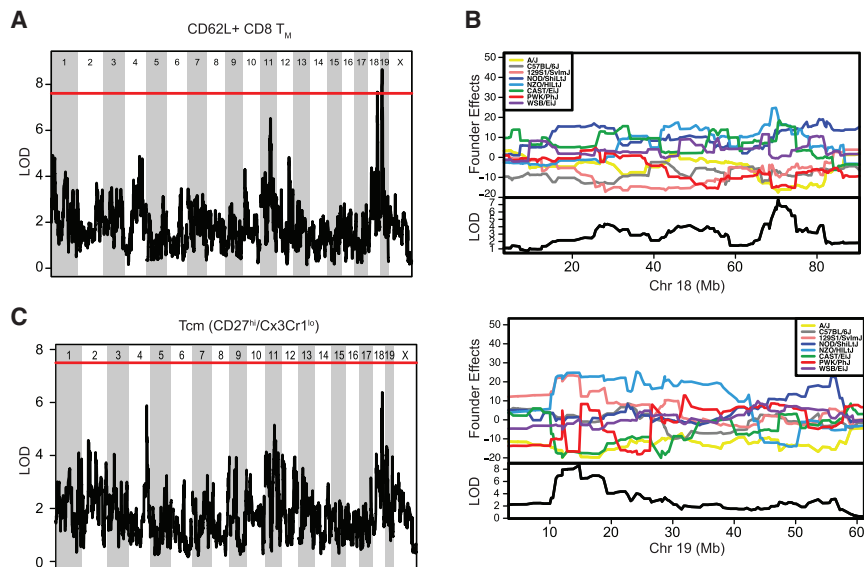 A
CD62L+ CD8 TM
1 2 3 4 5 6 7 8 9 10 11 12 13 14 15 16 17 18 19 X
8
6
4
2
0
LOD
B
A/J
C57BL/6J
129S1/SvImJ
NOD/ShiLtJ
NZO/HlLtJ
CAST/EiJ
PWK/PhJ
WSB/EiJ
50
40
30
20
10
0
−10
−20
Founder Effects
7
6
5
4
3
2
1
LOD
20 40 60 80
Chr 18 (Mb)
C
Tcm (CD27hi/Cx3Cr1lo)
1 2 3 4 5 6 7 8 9 10 11 12 13 14 15 16 17 18 19 X
8
6
4
2
0
LOD
A/J
C57BL/6J
129S1/SvImJ
NOD/ShiLtJ
NZO/HlLtJ
CAST/EiJ
PWK/PhJ
WSB/EiJ
50
40
30
20
10
0
−10
−20
Founder Effects
8
6
4
2
0
LOD
10 20 30 40 50 60
Chr 19 (Mb)